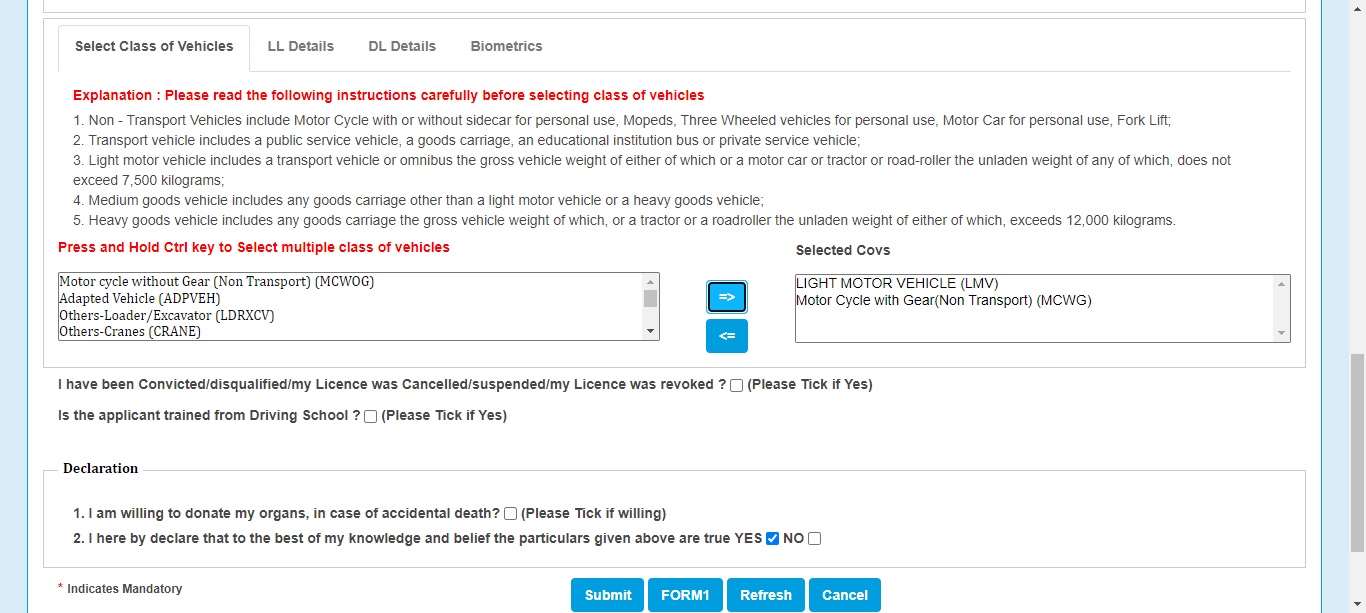 Select Class of Vehicles LL Details DL Details Biometrics
Explanation : Please read the following instructions carefully before selecting class of vehicles
1. Non - Transport Vehicles include Motor Cycle with or without sidecar for personal use, Mopeds, Three Wheeled vehicles for personal use, Motor Car for personal use, Fork Lift;
2. Transport vehicle includes a public service vehicle, a goods carriage, an educational institution bus or private service vehicle;
3. Light motor vehicle includes a transport vehicle or omnibus the gross vehicle weight of either of which or a motor car or tractor or road-roller the unladen weight of any of which, does not
exceed 7,500 kilograms;
4. Medium goods vehicle includes any goods carriage other than a light motor vehicle or a heavy goods vehicle;
5. Heavy goods vehicle includes any goods carriage the gross vehicle weight of which, or a tractor or a roadroller the unladen weight of either of which, exceeds 12,000 kilograms.
Press and Hold Ctrl key to Select multiple class of vehicles
Selected Covs
Motor cycle without Gear (Non Transport) (MCWOG)
Adapted Vehicle (ADPVEH)
Others-Loader/Excavator (LDRXCV)
Others-Cranes (CRANE)
=>
<=
LIGHT MOTOR VEHICLE (LMV)
Motor Cycle with Gear(Non Transport) (MCWG)
I have been Convicted/disqualified/my Licence was Cancelled/suspended/my Licence was revoked ? (Please Tick if Yes)
Is the applicant trained from Driving School ? (Please Tick if Yes)
Declaration
1. I am willing to donate my organs, in case of accidental death? (Please Tick if willing)
2. I here by declare that to the best of my knowledge and belief the particulars given above are true YES NO
* Indicates Mandatory
Submit FORM1 Refresh Cancel